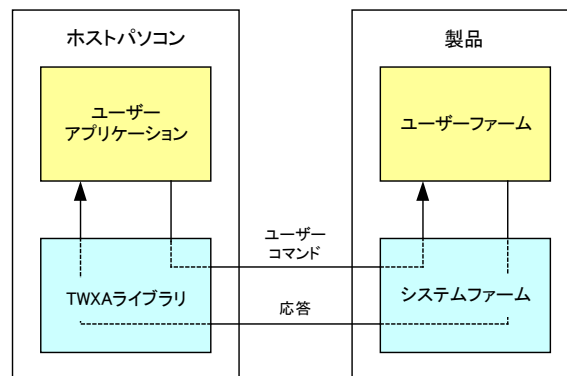 ホストパソコン
ユーザー
アプリケーション
TWXAライブラリ
ユーザー
コマンド
応答
製品
ユーザーファーム
システムファーム